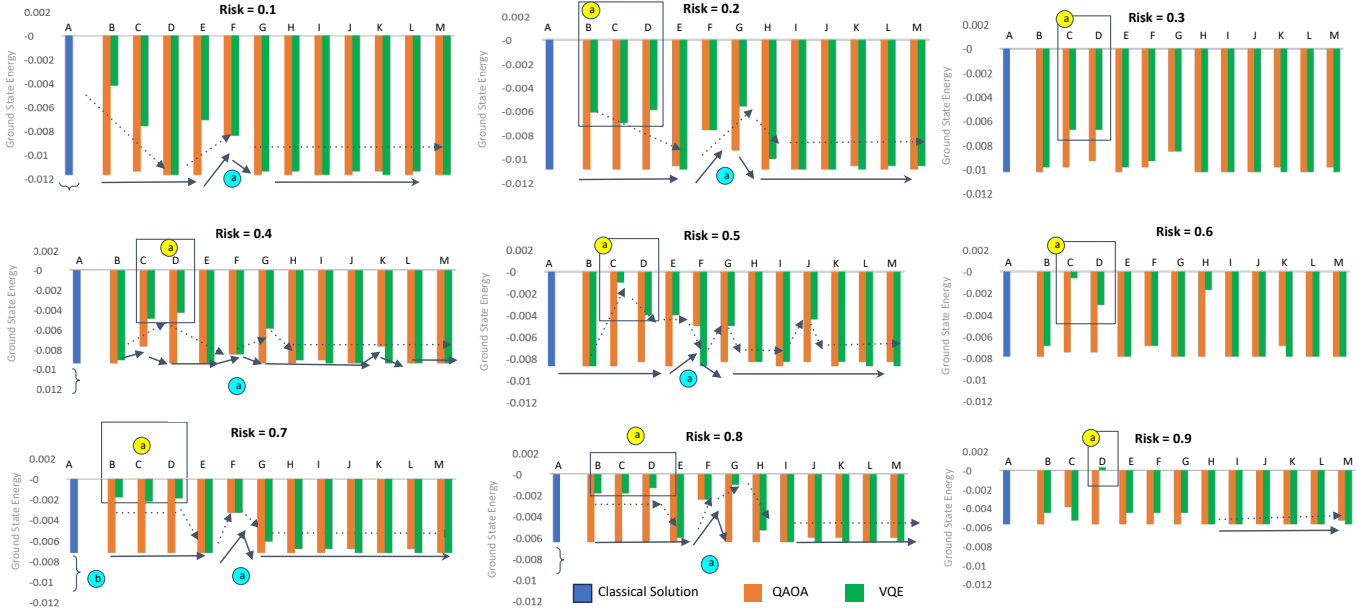 Risk = 0.1
0.002
-0
-0.002
-0.004
-0.006
-0.008
-0.01
-0.012
Ground State Energy
A B C D E F G H I J K L M
a
Risk = 0.2
0.002
-0
-0.002
-0.004
-0.006
-0.008
-0.01
-0.012
Ground State Energy
A B C D E F G H I J K L M
a
a
Risk = 0.3
0.002
-0
-0.002
-0.004
-0.006
-0.008
-0.01
-0.012
Ground State Energy
A B C D E F G H I J K M
a
Risk = 0.4
0.002
-0
-0.002
-0.004
-0.006
-0.008
-0.01
0.012
Ground State Energy
A B C D E F G H I J K L M
a
a
Risk = 0.5
0.002
-0
-0.002
-0.004
-0.006
-0.008
-0.01
-0.012
Ground State Energy
A B C D E F G H I J K L M
a
a
Risk = 0.6
0.002
-0
-0.002
-0.004
-0.006
-0.008
-0.01
-0.012
Ground State Energy
A B C D E F G H I J K L M
a
Risk = 0.7
0.002
-0
-0.002
-0.004
-0.006
-0.008
-0.01
-0.012
Ground State Energy
A B C D E F G H I J K L M
a
b
a
Risk = 0.8
0.002
-0
-0.002
-0.004
-0.006
-0.008
-0.01
-0.012
Ground State Energy
A B C D E F G H I J K L M
a
a
Risk = 0.9
0.002
-0
-0.002
-0.004
-0.006
-0.008
-0.01
-0.012
Ground State Energy
A B C D E F G H I J K L M
a
Classical Solution QAOA VQE